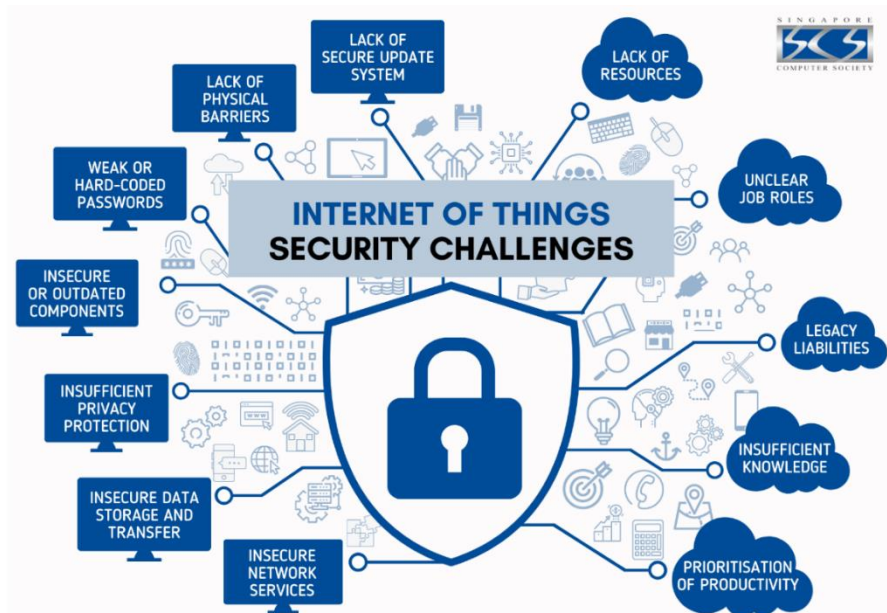 SINGAPORE
SCS
COMPUTER SOCIETY
LACK OF
SECURE UPDATE
SYSTEM
LACK OF
RESOURCES
LACK OF
PHYSICAL
BARRIERS
WEAK OR
HARD-CODED
PASSWORDS
UNCLEAR
JOB ROLES
INTERNET OF THINGS
SECURITY CHALLENGES
INSECURE
OR OUTDATED
COMPONENTS
LEGACY
LIABILITIES
INSUFFICIENT
PRIVACY
PROTECTION
INSUFFICIENT
KNOWLEDGE
INSECURE DATA
STORAGE AND
TRANSFER
INSECURE
NETWORK
SERVICES
PRIORITISATION
OF PRODUCTIVITY